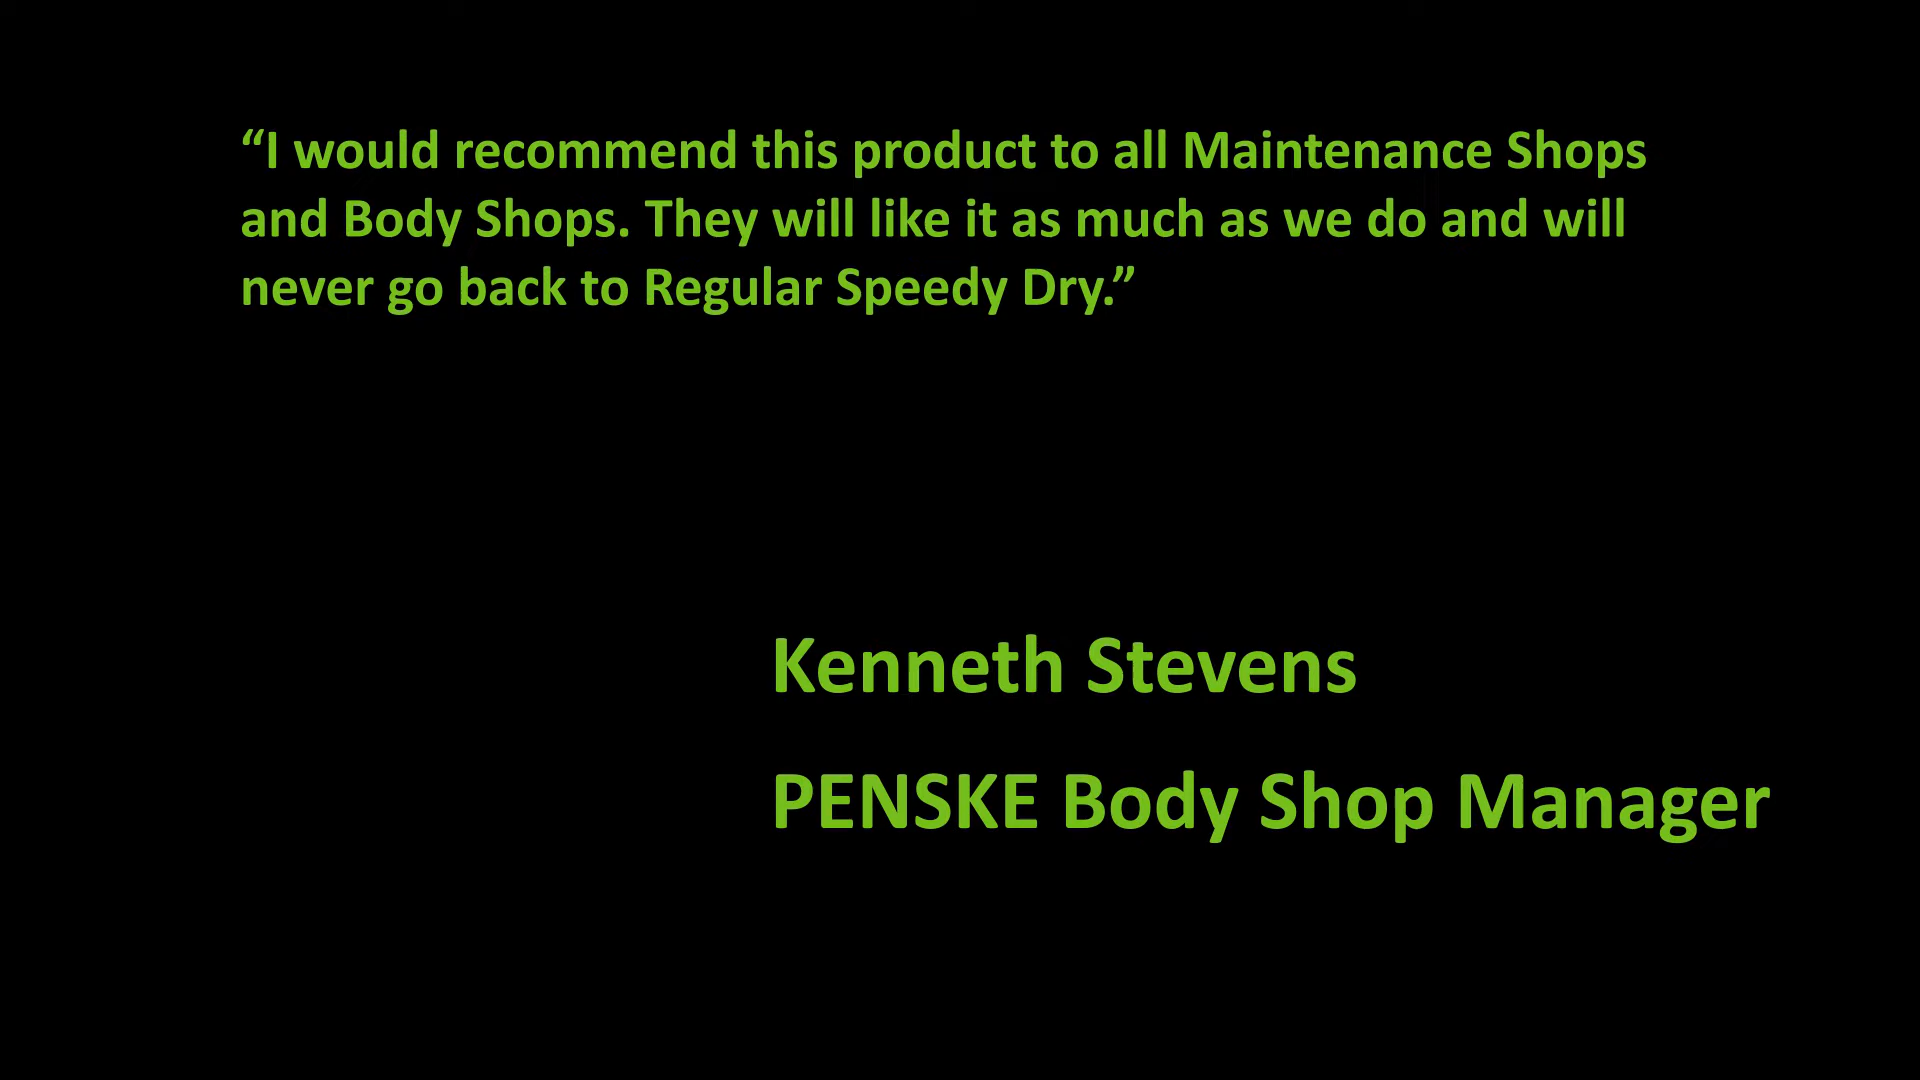 “I would recommend this product to all Maintenance Shops
and Body Shops. They will like it as much as we do and will
never go back to Regular Speedy Dry.”
Kenneth Stevens
PENSKE Body Shop Manager